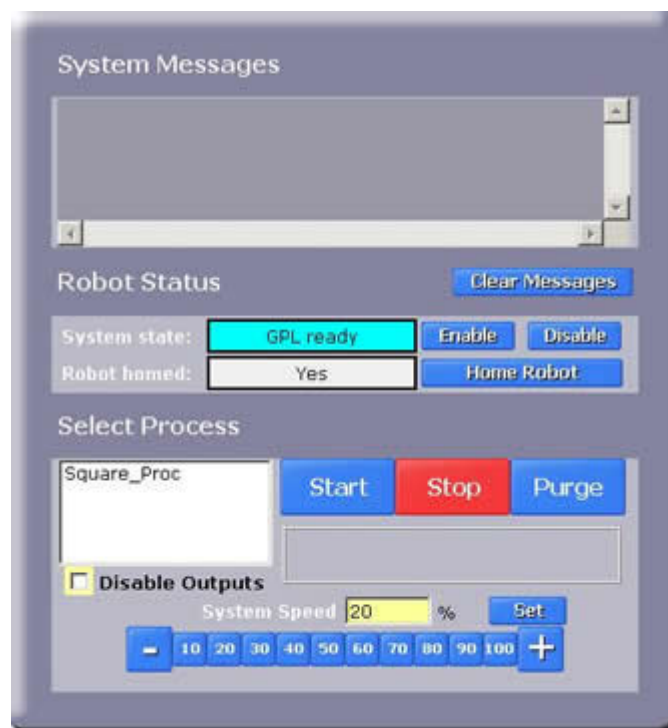 System Messages
Robot Status
Clear Messages
System state: GPL ready Enable Disable
Robot homed: Yes Home Robot
Select Process
Square_Proc
Start Stop Purge
Disable Outputs
System Speed 20 % Set
- 10 20 30 40 50 60 70 80 90 100 +